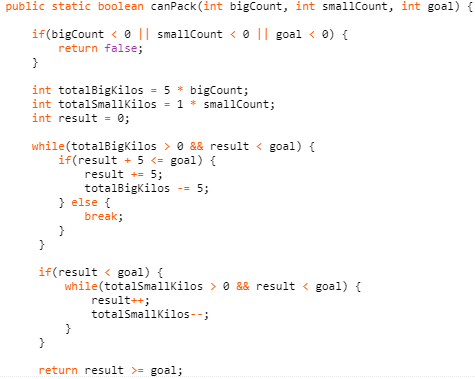 public static boolean canPack(int bigCount, int smallCount, int goal) {
if(bigCount < 0 || smallCount < 0 || goal < 0) {
return false;
}
int totalBigKilos = 5 * bigCount;
int totalSmallKilos = 1 * smallCount;
int result = 0;
while(totalBigKilos > 0 && result < goal) {
if(result + 5 <= goal) {
result += 5;
totalBigKilos -= 5;
} else {
break;
}
}
if(result < goal) {
while(totalSmallKilos > 0 && result < goal) {
result++;
totalSmallKilos--;
}
}
return result >= goal;